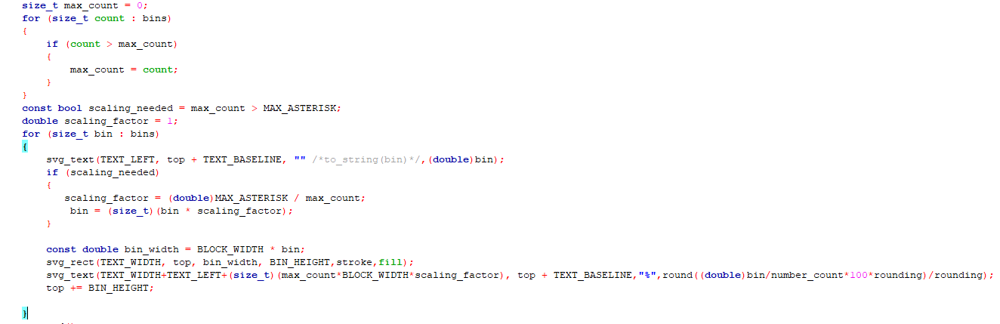 size_t max_count = 0;
for (size_t count : bins)
{
if (count > max_count)
{
max_count = count;
}
}
const bool scaling_needed = max_count > MAX_ASTERISK;
double scaling_factor = 1;
for (size_t bin : bins)
{
svg_text(TEXT_LEFT, top + TEXT_BASELINE, "" /*to_string(bin)*/,(double)bin);
if (scaling_needed)
{
scaling_factor = (double)MAX_ASTERISK / max_count;
bin = (size_t)(bin * scaling_factor);
}
const double bin_width = BLOCK_WIDTH * bin;
svg_rect(TEXT_WIDTH, top, bin_width, BIN_HEIGHT,stroke,fill);
svg_text(TEXT_WIDTH+TEXT_LEFT+(size_t)(max_count*BLOCK_WIDTH*scaling_factor), top + TEXT_BASELINE,"%",round((double)bin/number_count*100*rounding)/rounding);
top += BIN_HEIGHT;
}